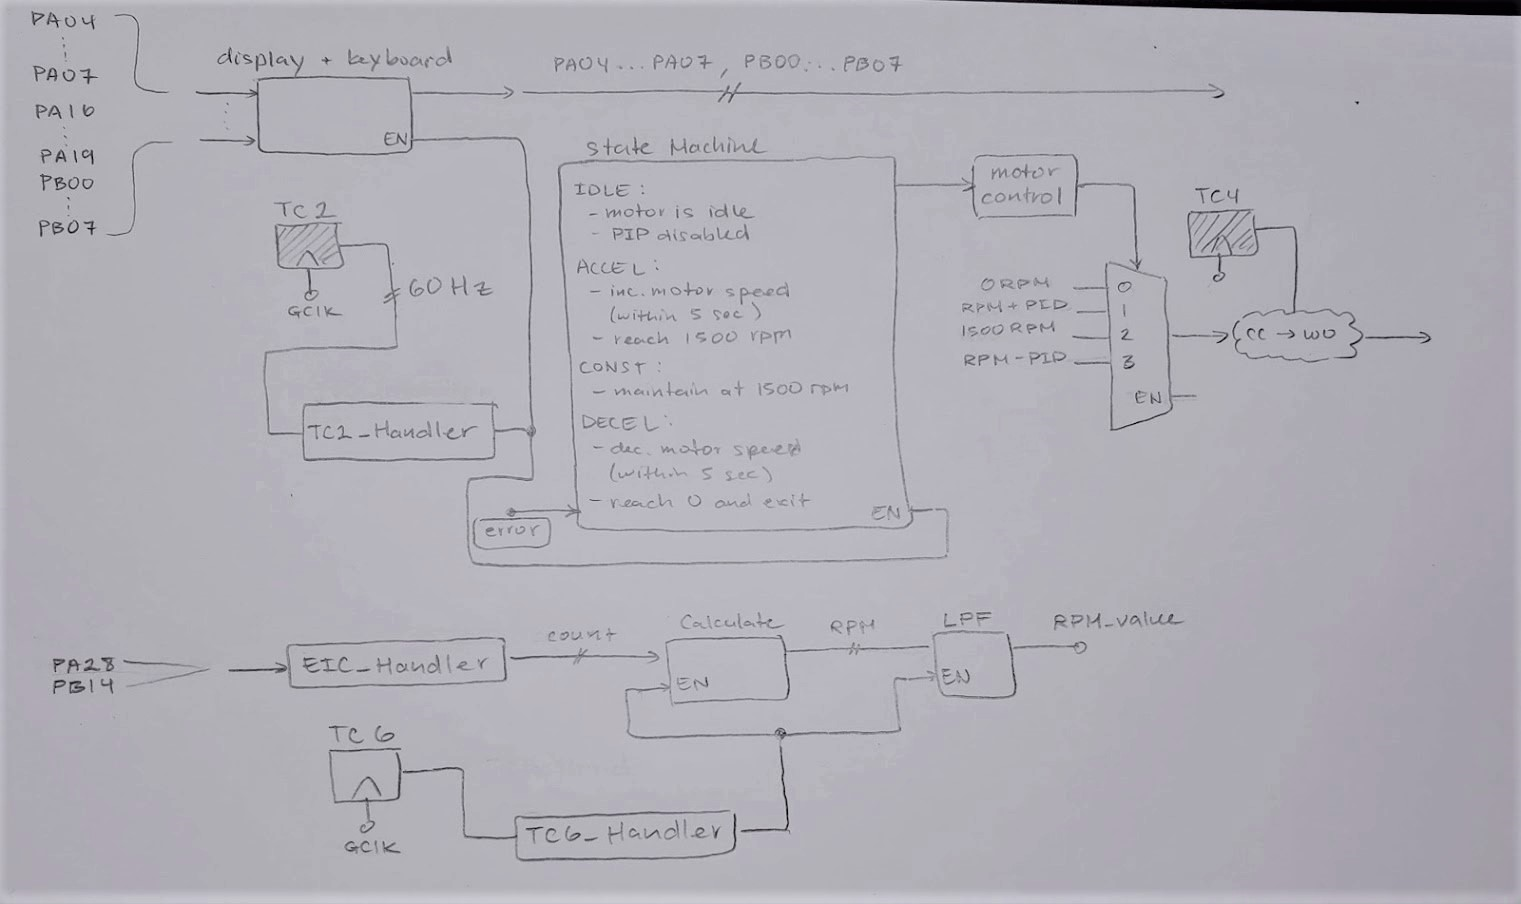 PA04
PA07
PA16
PA19
PB00
PB07
display + keyboard
EN
PA04...PA07, PB00...PB07
TC2
GClK
60 Hz
TC2_Handler
State Machine
IDLE:
- motor is idle
- PIP disabled
ACCEL:
- inc. motor speed
(within 5 sec)
- reach 1500 rpm
CONST:
- maintain at 1500 rpm
DECEL:
- dec. motor speed
(within 5 sec)
- reach 0 and exit
EN
error
motor
control
TC4
0RPM 0
RPM+PID 1
1500RPM 2
RPM-PID 3
EN
CC → WO
PA28
PB14
EIC_Handler
count
Calculate
EN
RPM
LPF
EN
RPM_value
TC6
GClK
TC6_Handler